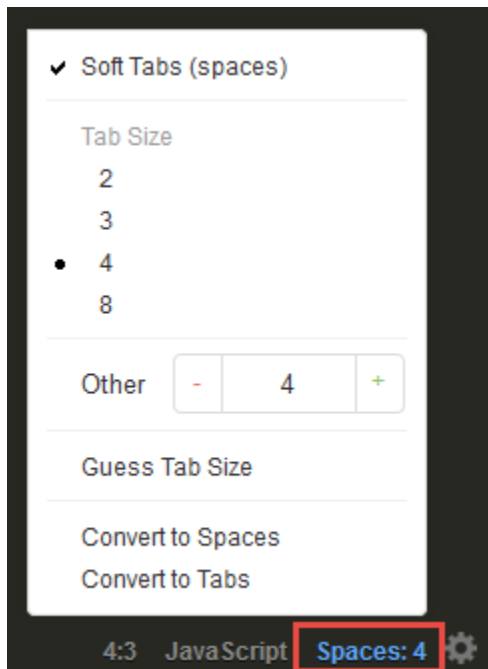 ✔ Soft Tabs (spaces)
Tab Size
2
3
• 4
8
Other - 4 +
Guess Tab Size
Convert to Spaces
Convert to Tabs
4:3 JavaScript Spaces: 4